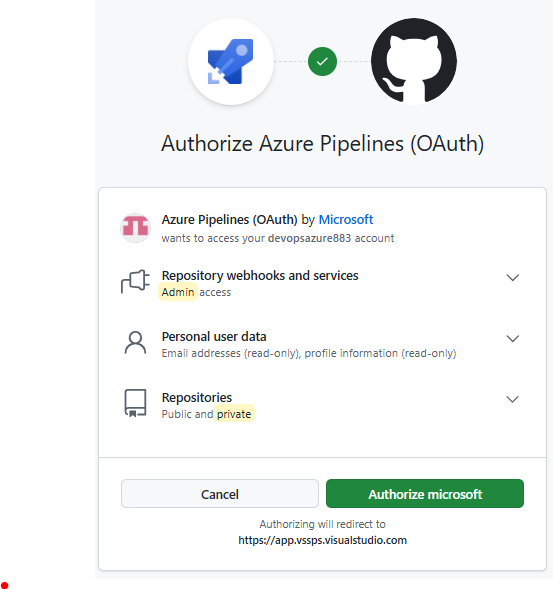 Authorize Azure Pipelines (OAuth)
Azure Pipelines (OAuth) by Microsoft
wants to access your devopsazure883 account
Repository webhooks and services
Admin access
Personal user data
Email addresses (read-only), profile information (read-only)
Repositories
Public and private
Cancel
Authorize microsoft
Authorizing will redirect to
https://app.vssps.visualstudio.com